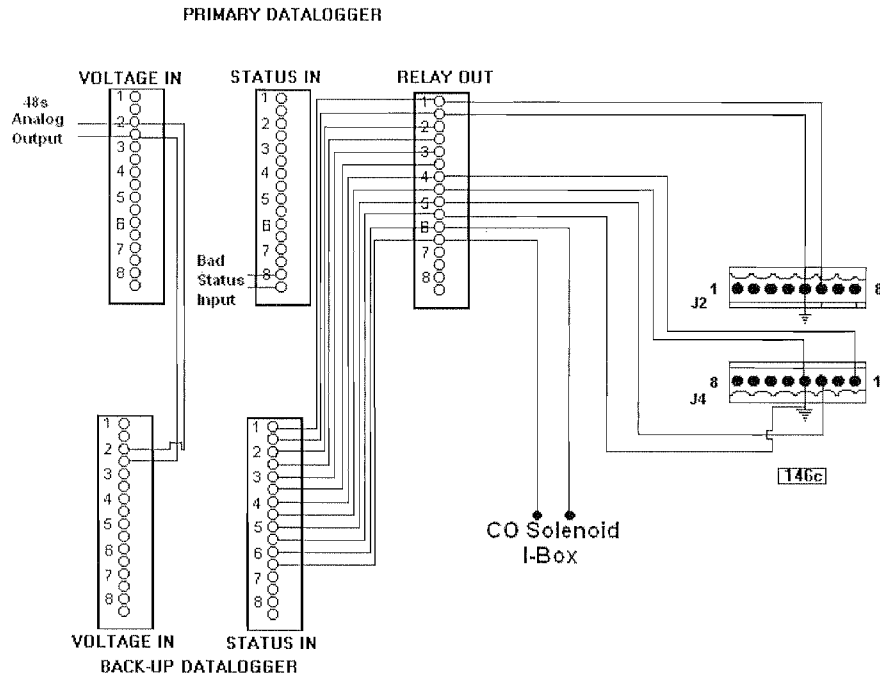 PRIMARY DATALOGGER
VOLTAGE IN
STATUS IN
RELAY OUT
48s
Analog
Output
1
2
3
4
5
6
7
8
1
2
3
4
5
6
7
8
Bad
Status
Input
1
2
3
4
5
6
7
8
1
8
J2
8
1
J4
146c
CO Solenoid
I-Box
1
2
3
4
5
8
7
8
1
2
3
4
5
6
7
8
VOLTAGE IN
STATUS IN
BACK-UP DATALOGGER